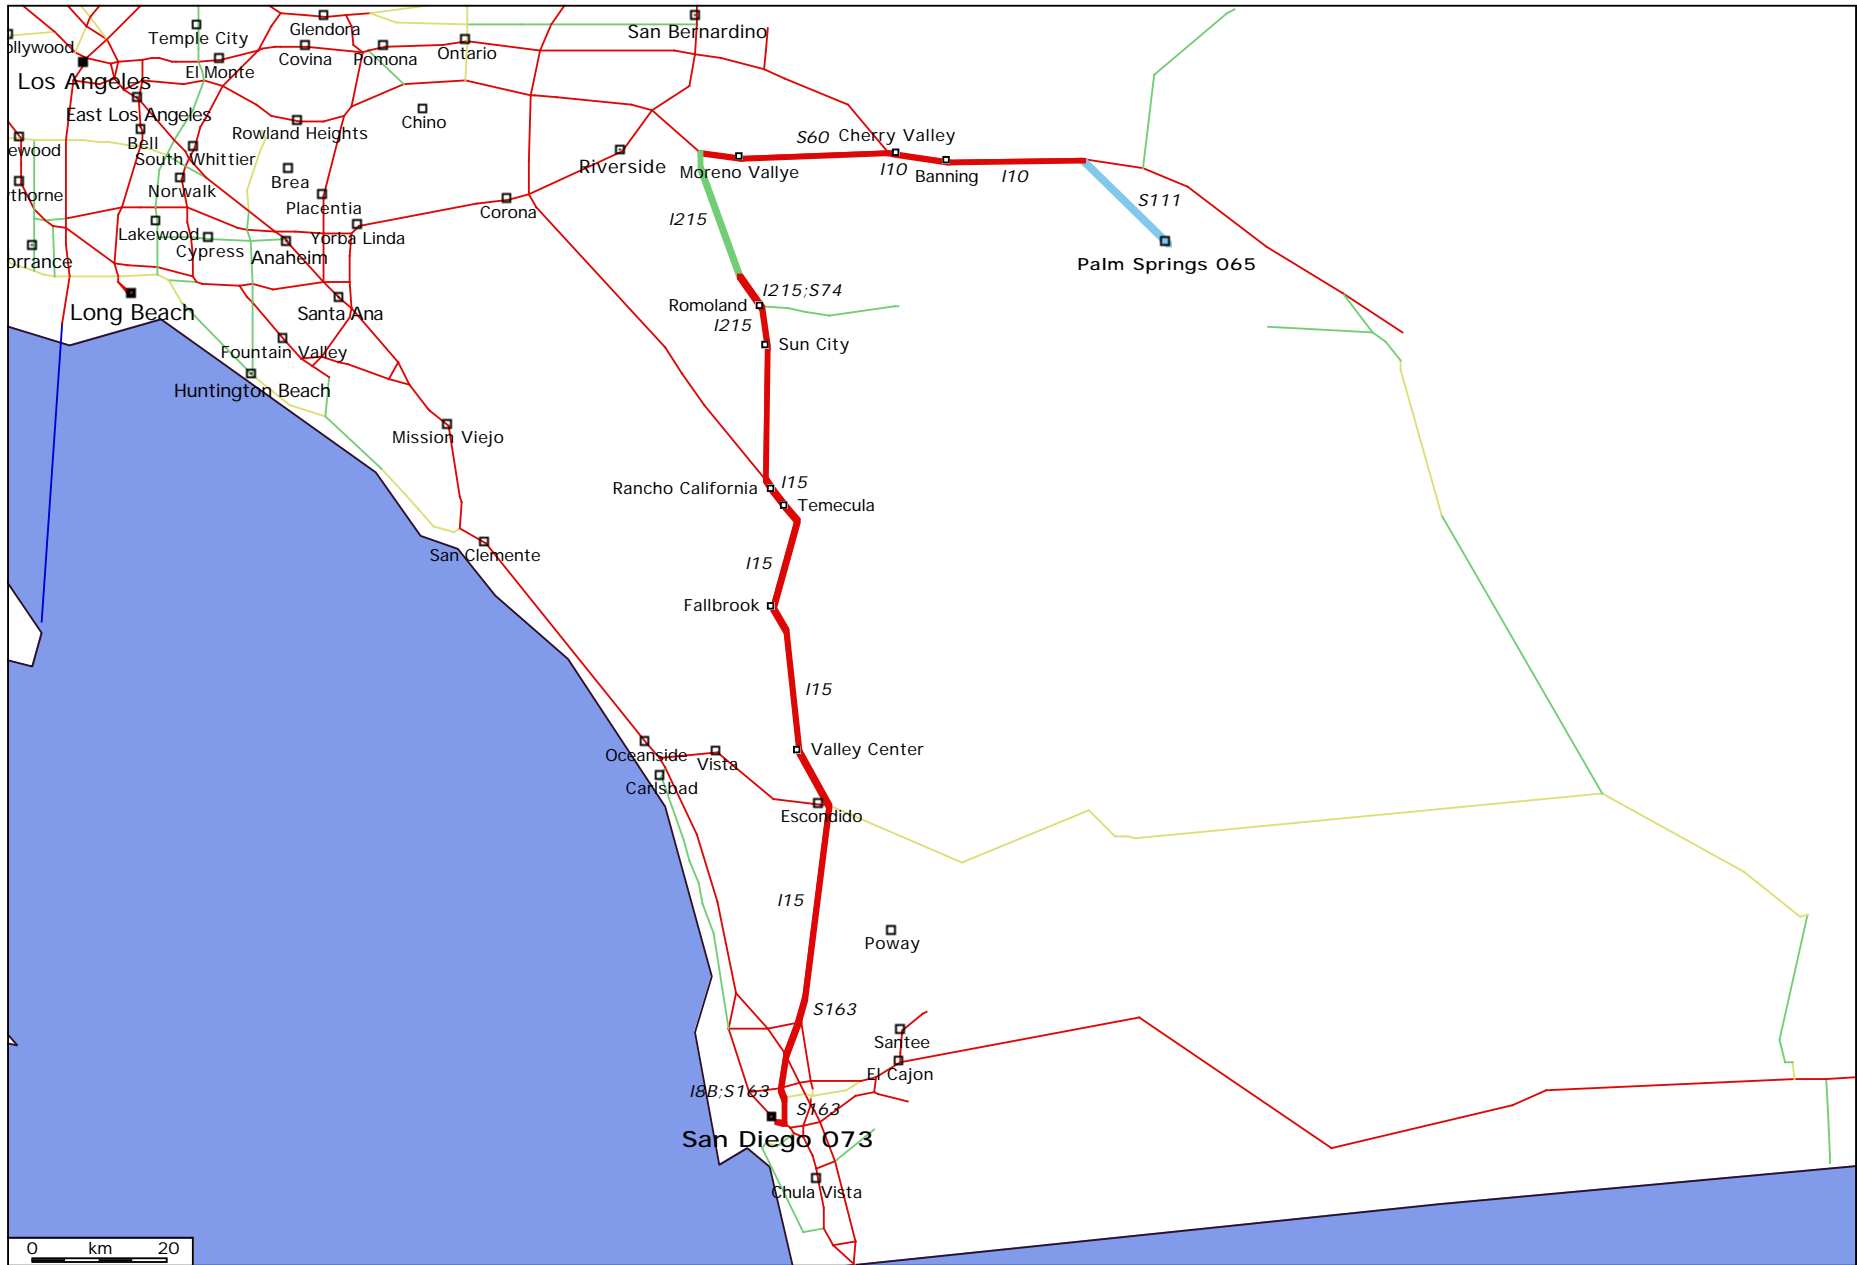 Glendora
San Bernardino
Temple City
ollywood
Covina
Pomona
Ontario
El Monte
Los Angeles
East Los Angeles
Chino
Rowland Heights
S60
Cherry Valley
Bell
ewood
South Whittier
Riverside
Moreno Vallye
I10
Banning
I10
Brea
Norwalk
thorne
Placentia
S111
Corona
I215
Lakewood
Yorba Linda
Cypress
Anaheim
orrance
Palm Springs 065
I215;S74
Romoland
Long Beach
Santa Ana
I215
Sun City
Fountain Valley
Huntington Beach
Mission Viejo
I15
Rancho California
Temecula
San Clemente
I15
Fallbrook
I15
Valley Center
Oceanside
Vista
Carlsbad
Escondido
I15
Poway
S163
Santee
El Cajon
I8B;S163
S163
San Diego 073
Chula Vista
0 km 20